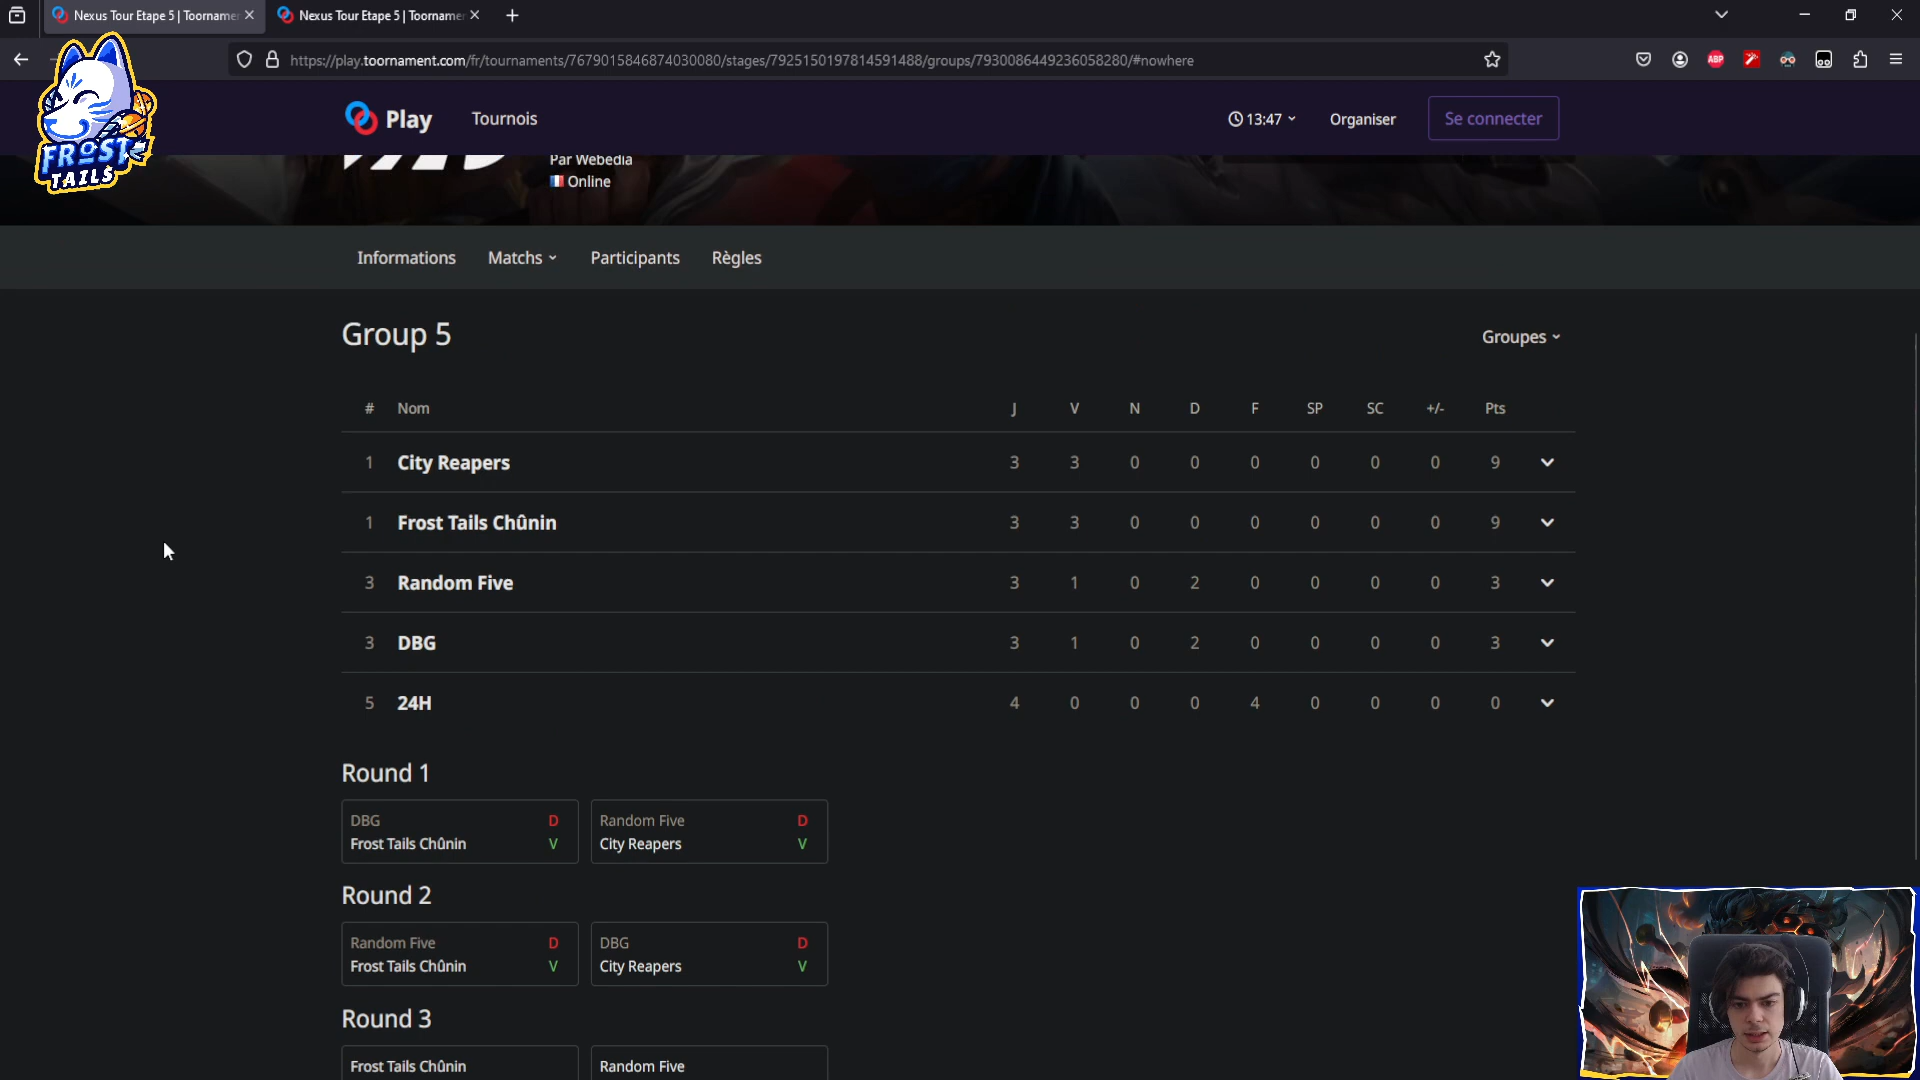 Nexus Tour Etape 5 | Toorname
Nexus Tour Etape 5 | Tooname
https://play.toornament.com/fr/tournaments/7679015846874030080/stages/7925150197814591488/groups/7930086449236058280/#nowhere
ABP
FROST
TAILS
Play
Tournois
13:47
Organiser
Se connecter
Par Webedia
Online
Informations
Matchs
Participants
Règles
Group 5
Groupes
# Nom J V N D F SP SC +/- Pts
1 City Reapers 3 3 0 0 0 0 0 0 9
1 Frost Tails Chûnin 3 3 0 0 0 0 0 0 9
3 Random Five 3 1 0 2 0 0 0 0 3
3 DBG 3 1 0 2 0 0 0 0 3
5 24H 4 0 0 0 4 0 0 0 0
Round 1
DBG D
Frost Tails Chûnin V
Random Five D
City Reapers V
Round 2
Random Five D
Frost Tails Chûnin V
DBG D
City Reapers V
Round 3
Frost Tails Chûnin
Random Five